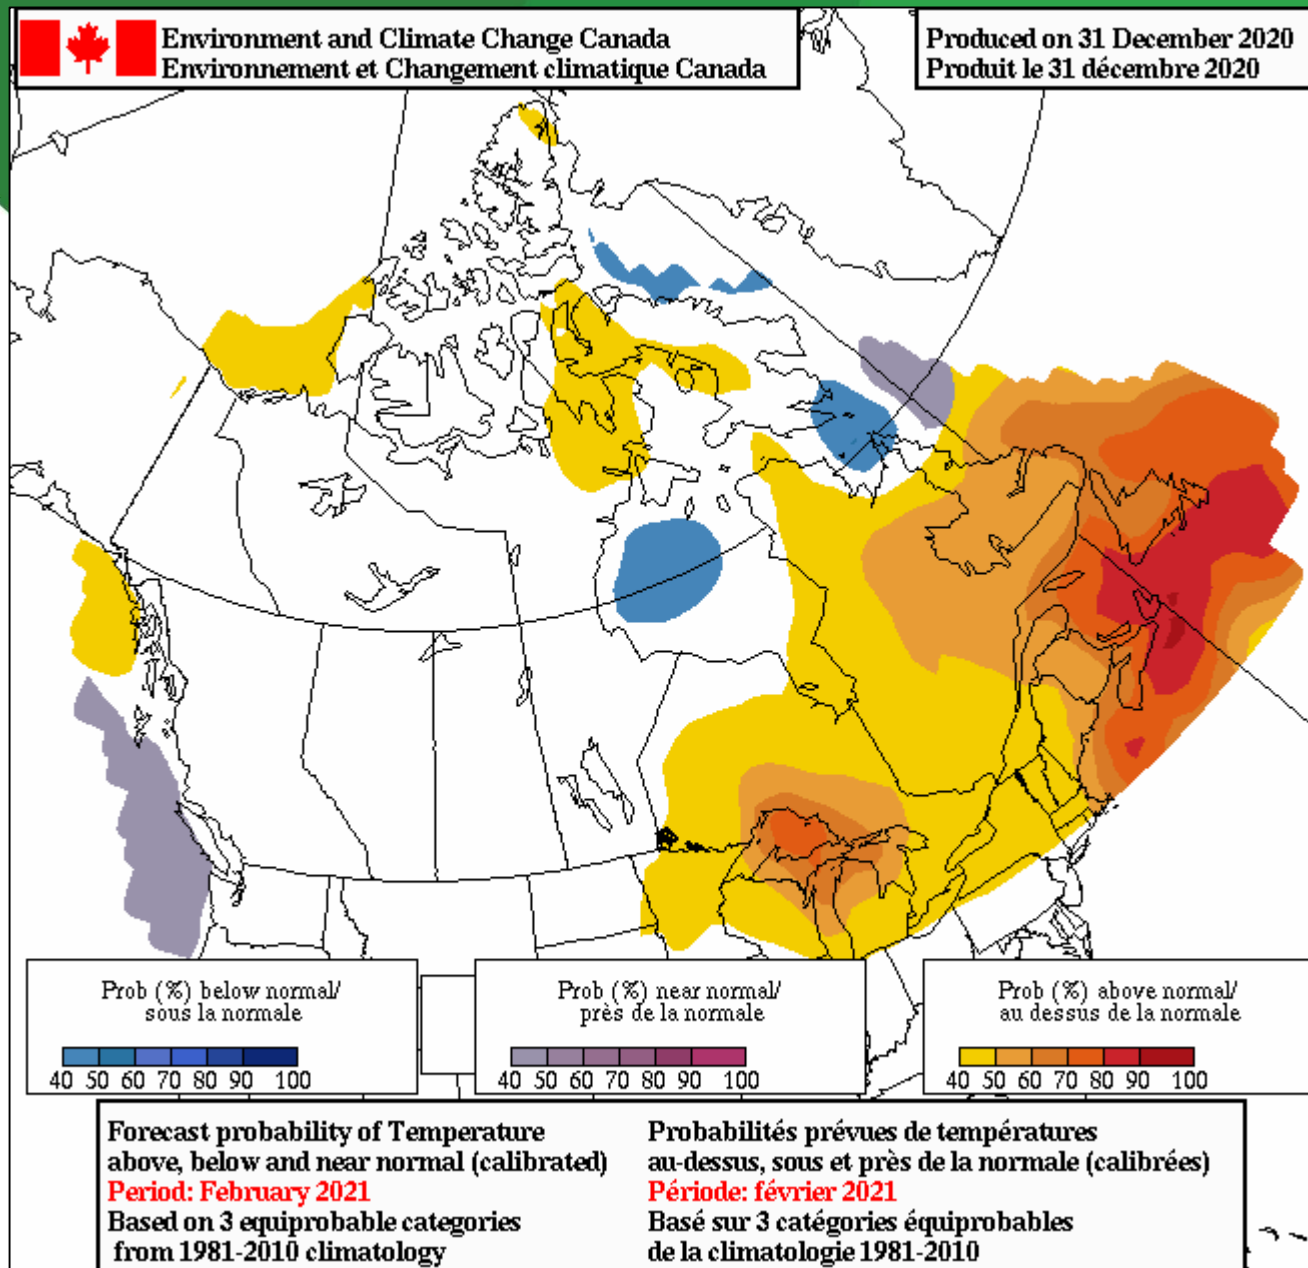 Environment and Climate Change Canada
Environnement et Changement climatique Canada
Produced on 31 December 2020
Produit le 31 décembre 2020
Prob (%) below normal/
sous la normale
40 50 60 70 80 90 100
Prob (%) near normal/
près de la normale
40 50 60 70 80 90 100
Prob (%) above normal/
au dessus de la normale
40 50 60 70 80 90 100
Forecast probability of Temperature
above, below and near normal (calibrated)
Period: February 2021
Based on 3 equiprobable categories
from 1981-2010 climatology
Probabilités prévues de températures
au-dessus, sous et près de la normale (calibrées)
Période: février 2021
Basé sur 3 catégories équiprobables
de la climatologie 1981-2010